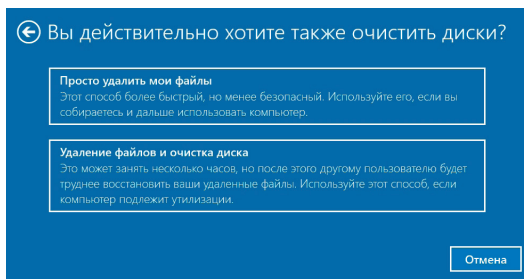 Вы действительно хотите также очистить диски?
Просто удалить мои файлы
Этот способ более быстрый, но менее безопасный. Используйте его, если вы
собираетесь и дальше использовать компьютер.
Удаление файлов и очистка диска
Это может занять несколько часов, но после этого другому пользователю будет
труднее восстановить ваши удаленные файлы. Используйте этот способ, если
компьютер подлежит утилизации.
Отмена